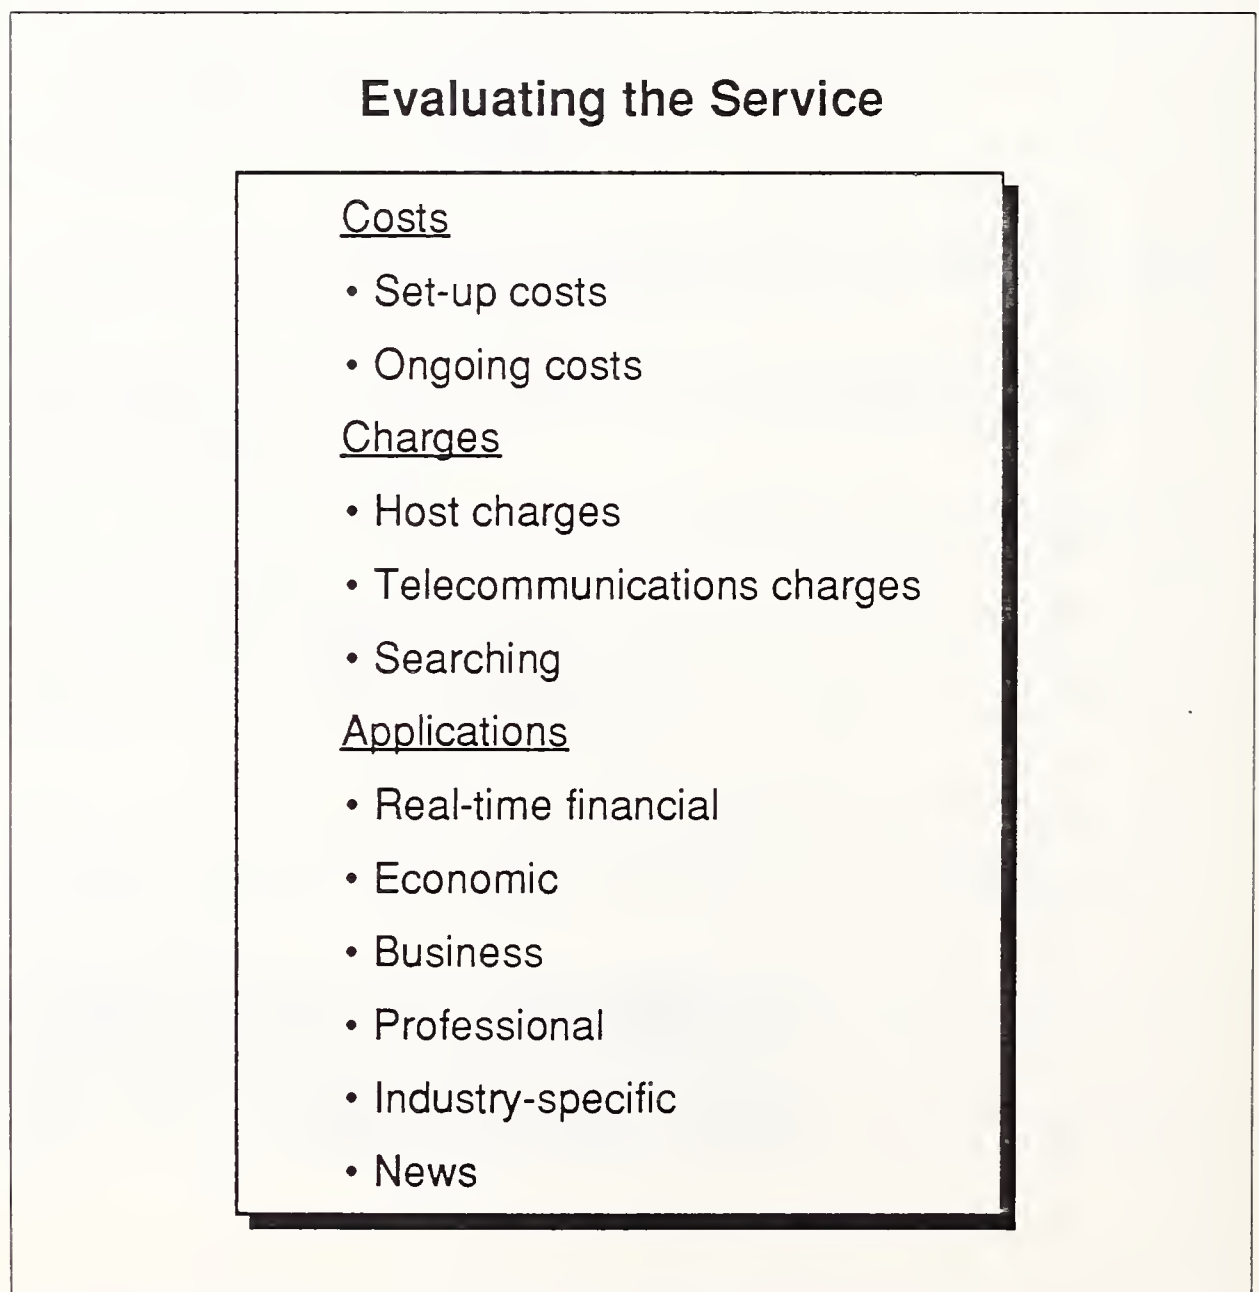 Evaluating the Service
Costs
• Set-up costs
• Ongoing costs
Charges
• Host charges
• Telecommunications charges
• Searching
Applications
• Real-time financial
• Economic
• Business
• Professional
• Industry-specific
• News